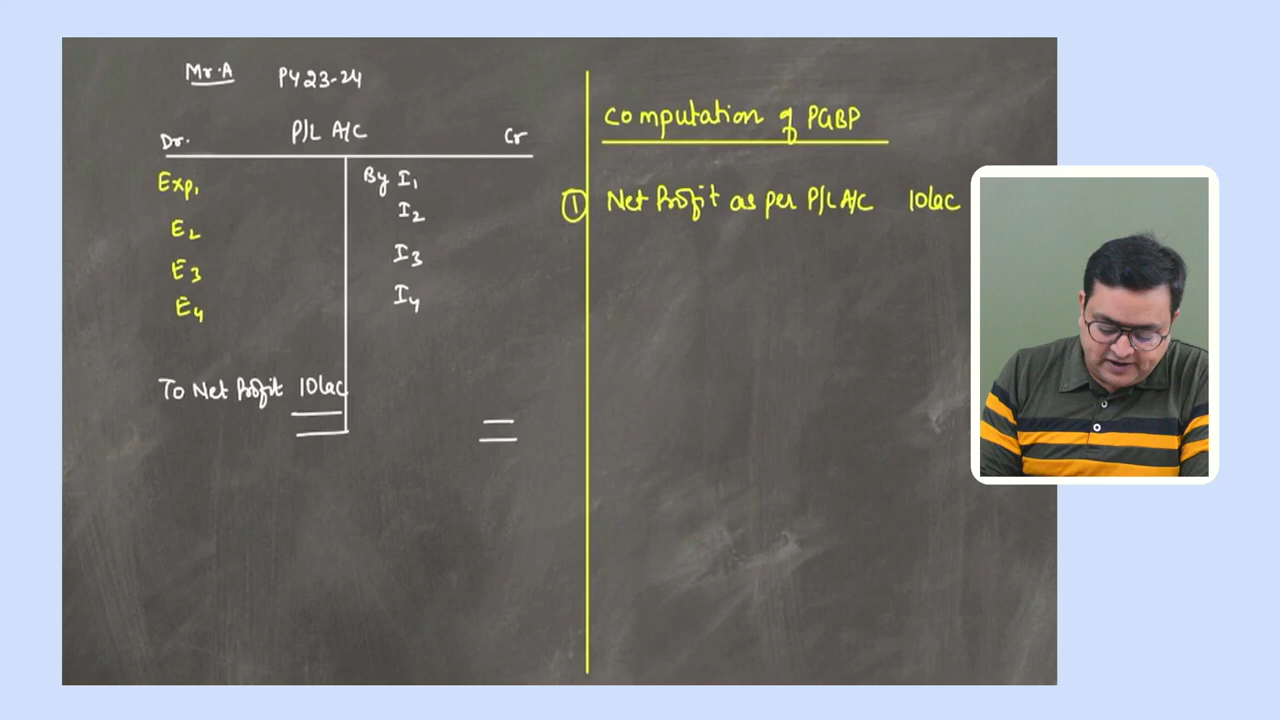 Mr.A PY 23-24
Dr. P/L A/C Cr
Exp1 By I1
E2 I2
E3 I3
E4 I4
To Net Profit 10lac
Computation of PGBP
① Net Profit as per P/L A/C 10lac